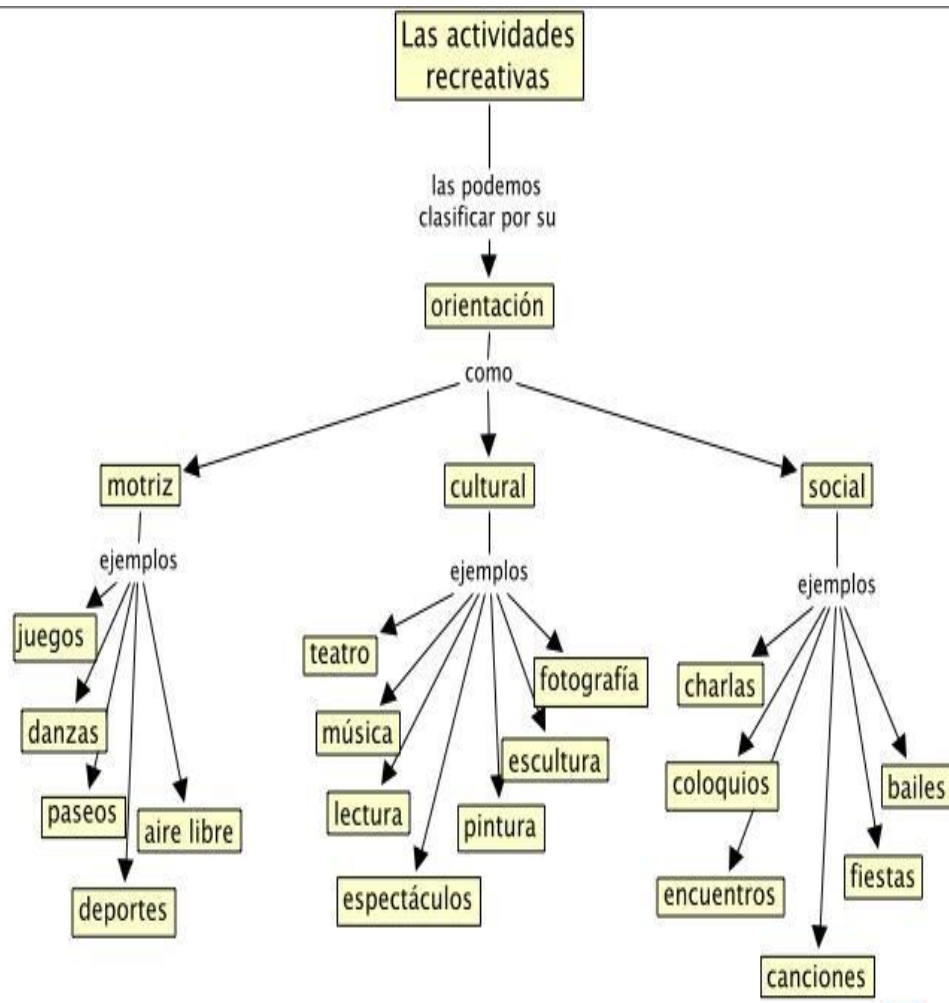 Las actividades
recreativas
las podemos
clasificar por su
orientación
como
motriz
cultural
social
ejemplos
juegos
danzas
paseos
aire libre
deportes
ejemplos
teatro
fotografía
música
escultura
lectura
pintura
espectáculos
ejemplos
charlas
coloquios
bailes
encuentros
fiestas
canciones